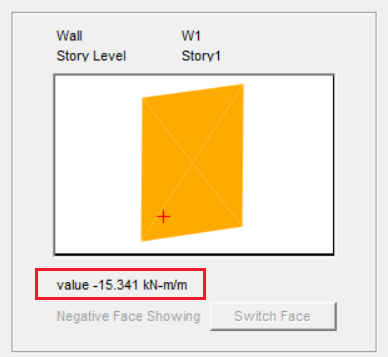 Wall W1
Story Level Story1
value -15.341 kN-m/m
Negative Face Showing Switch Face